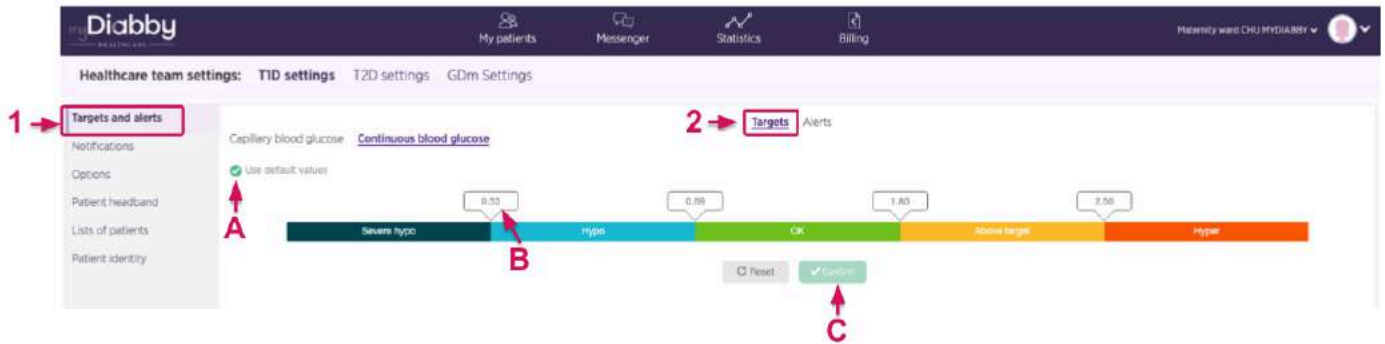 myDiabby
HEALTHCARE
My patients
Messenger
Statistics
Billing
Maternity ward CHU MYDIABBY
Healthcare team settings: T1D settings T2D settings GDm Settings
1
Targets and alerts
2
Targets Alerts
Notifications
Capillery blood glucose Continuous blood glucose
Options
Use default values
Patient headband
0.53 0.69 1.80 2.50
Lists of patients
A
Severe hypo Hypo OK Above target Hyper
Patient identity
B
Reset Confirm
C